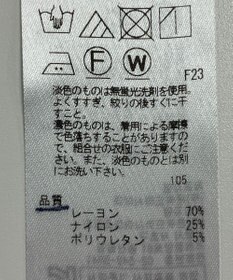 F
W
F23
淡色のものは無蛍光洗剤を使用。
よくすすぎ、絞りの後すぐに干
すこと。
濃色のものは、着用による摩擦
で色落ちすることがありますの
で、組合せの衣服にご注意くださ
い。また、淡色のものとは別
にお洗い下さい。
105
品質
レーヨン 70%
ナイロン 25%
ポリウレタン 5%